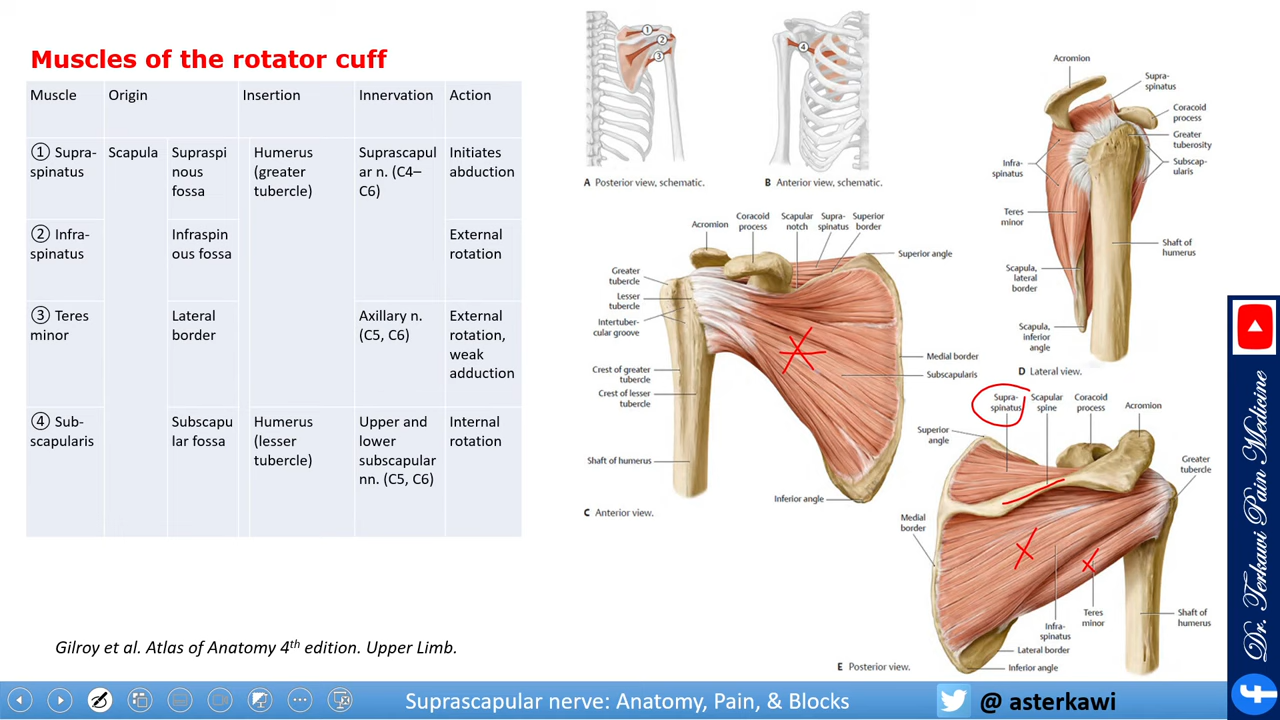 Muscles of the rotator cuff
Muscle Origin Insertion Innervation Action
① Supra-
spinatus
Scapula
Supraspi
nous
fossa
Humerus
(greater
tubercle)
Suprascapul
ar n. (C4–
C6)
Initiates
abduction
② Infra-
spinatus
Infraspin
ous fossa
External
rotation
③ Teres
minor
Lateral
border
Axillary n.
(C5, C6)
External
rotation,
weak
adduction
④ Sub-
scapularis
Subscapu
lar fossa
Humerus
(lesser
tubercle)
Upper and
lower
subscapular
nn. (C5, C6)
Internal
rotation
Gilroy et al. Atlas of Anatomy 4th edition. Upper Limb.
1
2
3
A Posterior view, schematic.
4
B Anterior view, schematic.
Acromion
Coracoid
process
Scapular
notch
Supra-
spinatus
Superior
border
Superior angle
Greater
tubercle
Lesser
tubercle
Intertuber-
cular groove
Crest of greater
tubercle
Crest of lesser
tubercle
Shaft of humerus
Medial border
Subscapularis
Inferior angle
C Anterior view.
Acromion
Supra-
spinatus
Coracoid
process
Greater
tuberosity
Subscap-
ularis
Infra-
spinatus
Teres
minor
Shaft of
humerus
Scapula,
lateral
border
Scapula,
inferior
angle
D Lateral view.
Supra-
spinatus
Scapular
spine
Coracoid
process
Acromion
Superior
angle
Greater
tubercle
Medial
border
Teres
minor
Shaft of
humerus
Infra-
spinatus
Lateral border
Inferior angle
E Posterior view.
Dr. Terkawi Pain Medicine
Suprascapular nerve: Anatomy, Pain, & Blocks
@ asterkawi